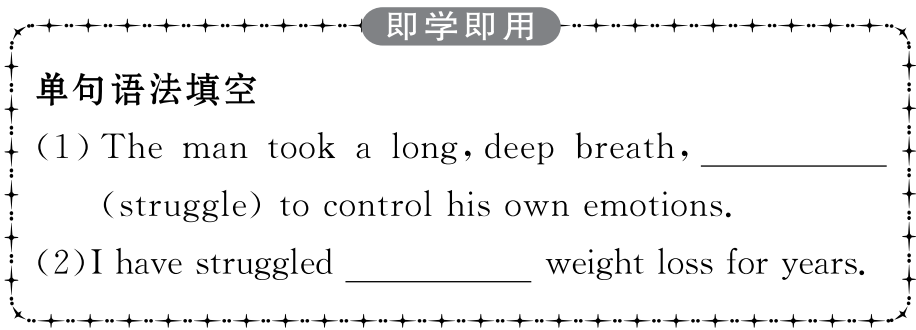 即学即用
单句语法填空
(1) The man took a long, deep breath, ________
(struggle) to control his own emotions.
(2) I have struggled ________ weight loss for years.